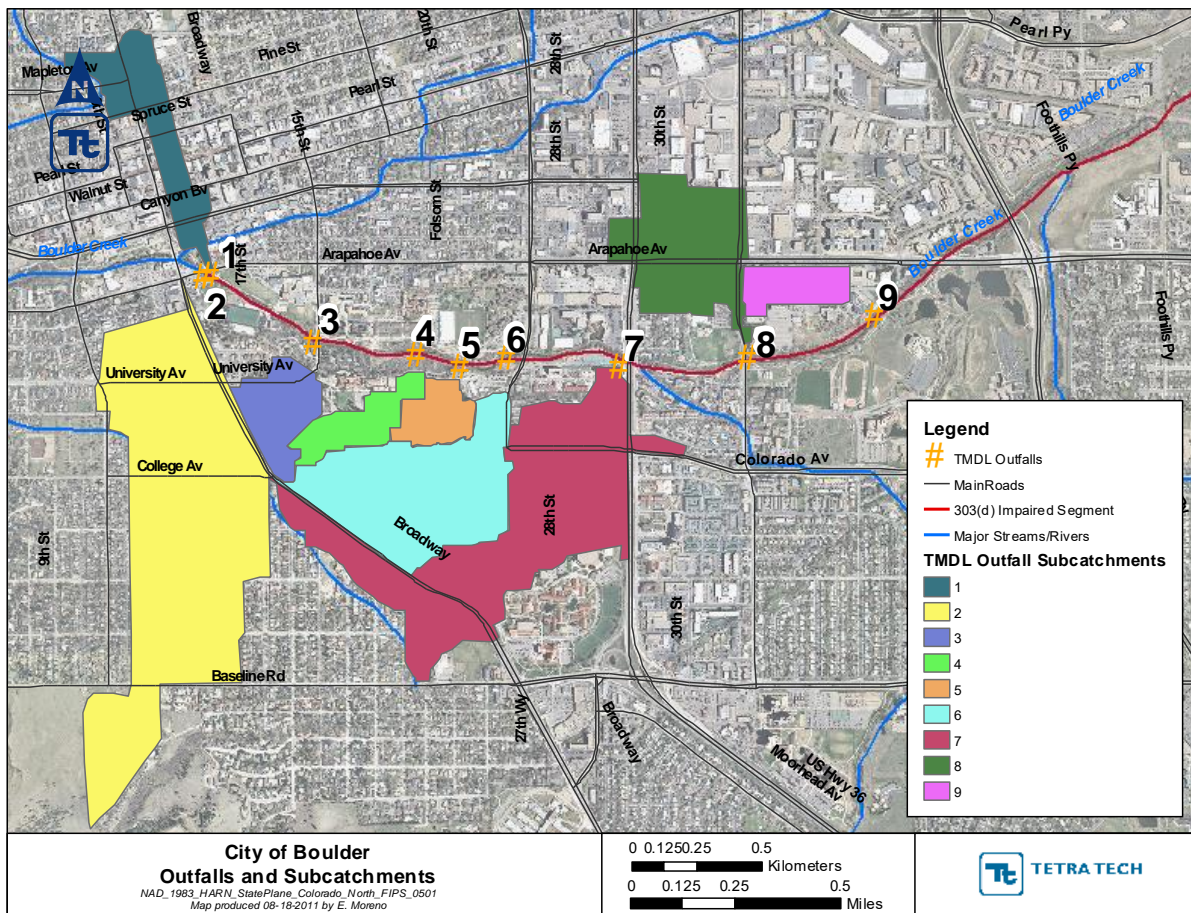 Broadway
20th St
Pearl Py
Pine St
28th St
Mapleton Av
N
Pearl St
Spruce St
30th St
Foothills Py
Boulder Creek
Tt
15th St
28th St
Pearl St
Walnut St
Canyon Bv
Folsom St
Boulder Creek
17th St
Arapahoe Av
Arapahoe Av
Boulder Creek
1
2
3
4
5
6
7
8
9
Foothills Py
University Av
University Av
College Av
Colorado Av
9th St
Broadway
28th St
30th St
Baseline Rd
27th Wy
Broadway
US Hwy 36
Moorhead Av
Legend
TMDL Outfalls
Main Roads
303(d) Impaired Segment
Major Streams/Rivers
TMDL Outfall Subcatchments
1
2
3
4
5
6
7
8
9
City of Boulder
Outfalls and Subcatchments
NAD_1983_HARN_StatePlane_Colorado_North_FIPS_0501
Map produced 08-18-2011 by E. Moreno
0 0.125 0.25 0.5
Kilometers
0 0.125 0.25 0.5
Miles
Tt TETRA TECH